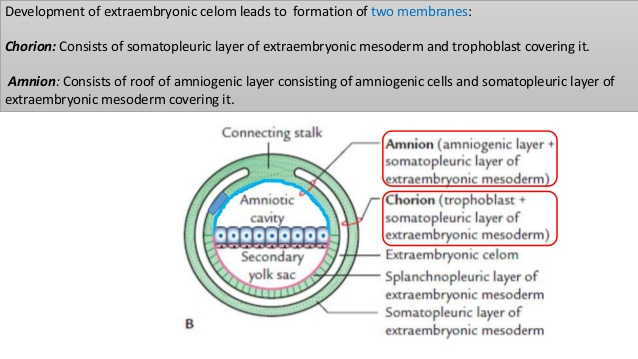 Development of extraembryonic celom leads to formation of two membranes:
Chorion: Consists of somatopleuric layer of extraembryonic mesoderm and trophoblast covering it.
Amnion: Consists of roof of amniogenic layer consisting of amniogenic cells and somatopleuric layer of
extraembryonic mesoderm covering it.
Connecting stalk
Amnion (amniogenic layer +
somatopleuric layer of
extraembryonic mesoderm)
Amniotic
cavity
Chorion (trophoblast +
somatopleuric layer of
extraembryonic mesoderm)
Secondary
yolk sac
Extraembryonic celom
Splanchnopleuric layer of
extraembryonic mesoderm
Somatopleuric layer of
extraembryonic mesoderm
B